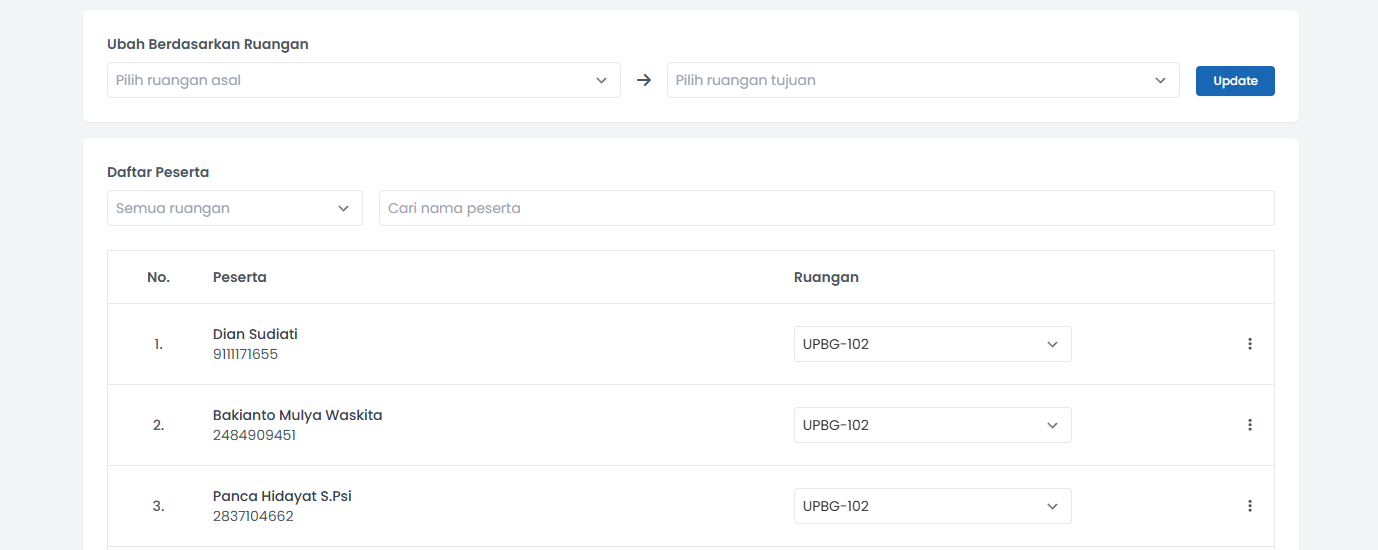 Ubah Berdasarkan Ruangan
Pilih ruangan asal
Pilih ruangan tujuan
Update
Daftar Peserta
Semua ruangan
Cari nama peserta
No. Peserta Ruangan
1. Dian Sudiati UPBG-102
9111171655
2. Bakianto Mulya Waskita UPBG-102
2484909451
3. Panca Hidayat S.Psi UPBG-102
2837104662